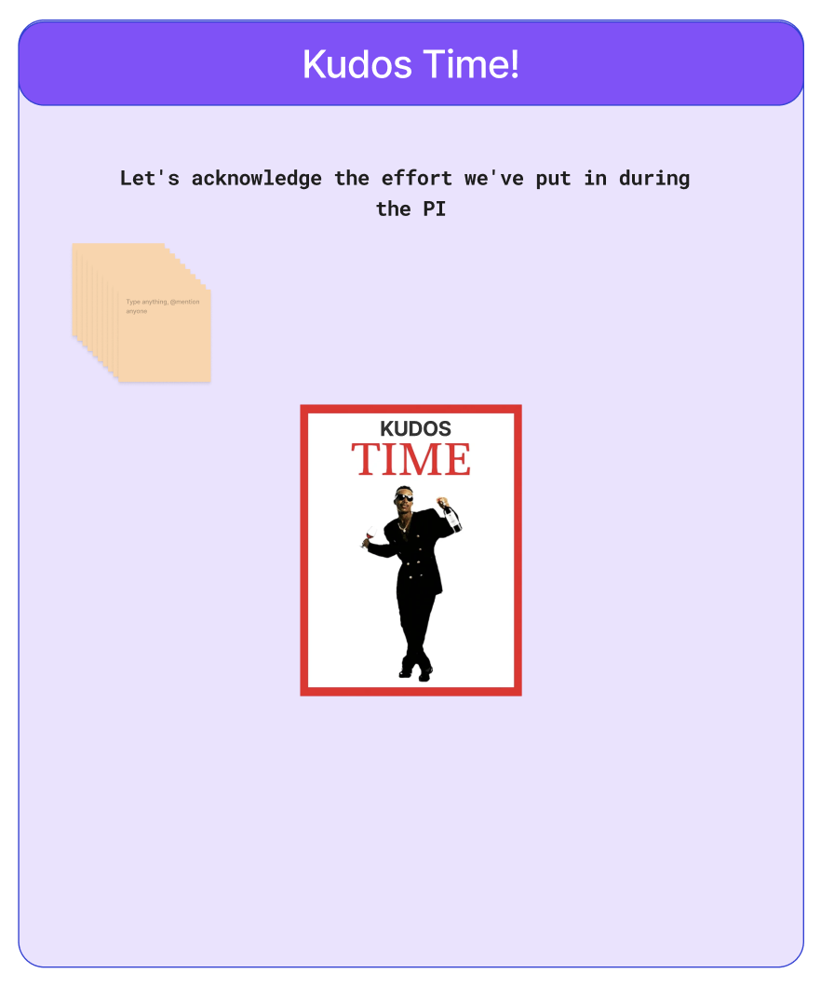 Kudos Time!
Let's acknowledge the effort we've put in during
the PI
Type anything, @mention
anyone
KUDOS
TIME